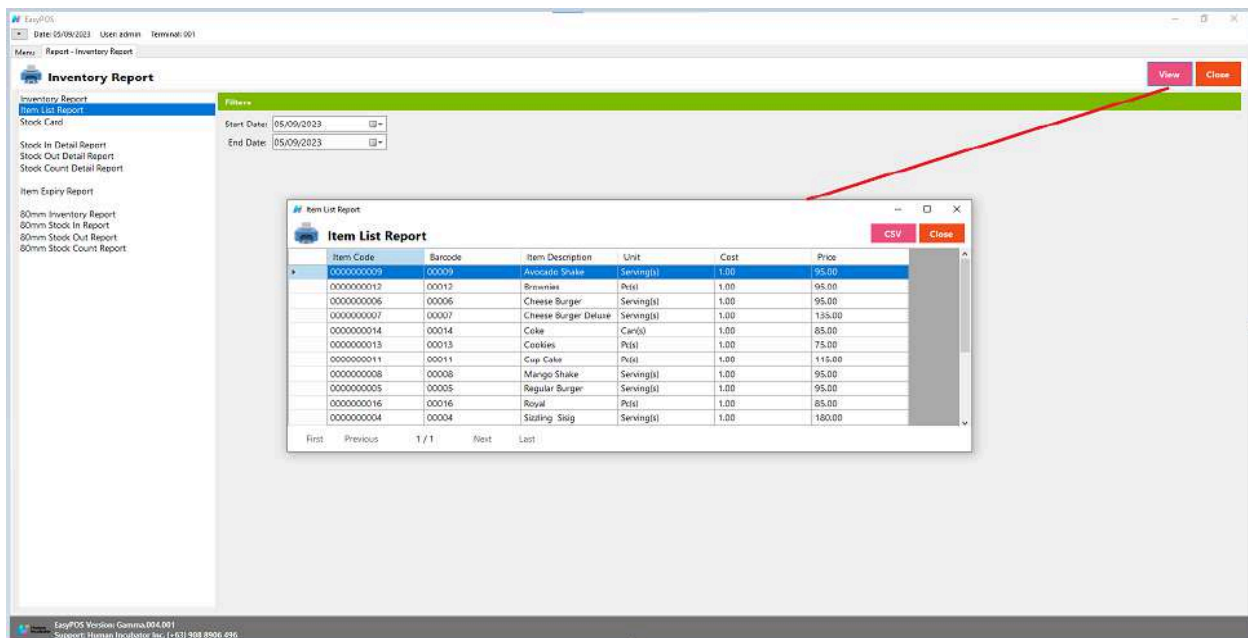 EasyPOS
Date: 05/09/2023 User: admin Terminal: 001
Menu Report - Inventory Report
Inventory Report
View Close
Inventory Report
Item List Report
Stock Card
Stock In Detail Report
Stock Out Detail Report
Stock Count Detail Report
Item Expiry Report
80mm Inventory Report
80mm Stock In Report
80mm Stock Out Report
80mm Stock Count Report
Filters
Start Date: 05/09/2023
End Date: 05/09/2023
Item List Report
Item List Report
CSV Close
Item Code Barcode Item Description Unit Cost Price
0000000009 00009 Avocado Shake Serving(s) 1.00 95.00
0000000012 00012 Brownies Pc(s) 1.00 95.00
0000000006 00006 Cheese Burger Serving(s) 1.00 95.00
0000000007 00007 Cheese Burger Deluxe Serving(s) 1.00 135.00
0000000014 00014 Coke Can(s) 1.00 85.00
0000000013 00013 Cookies Pc(s) 1.00 75.00
0000000011 00011 Cup Cake Pc(s) 1.00 115.00
0000000008 00008 Mango Shake Serving(s) 1.00 95.00
0000000005 00005 Regular Burger Serving(s) 1.00 95.00
0000000016 00016 Royal Pc(s) 1.00 85.00
0000000004 00004 Sizzling Sisig Serving(s) 1.00 180.00
First Previous 1 / 1 Next Last
EasyPOS Version: Gamma.004.001
Support: Human Incubator Inc. (+63) 908 8906 496